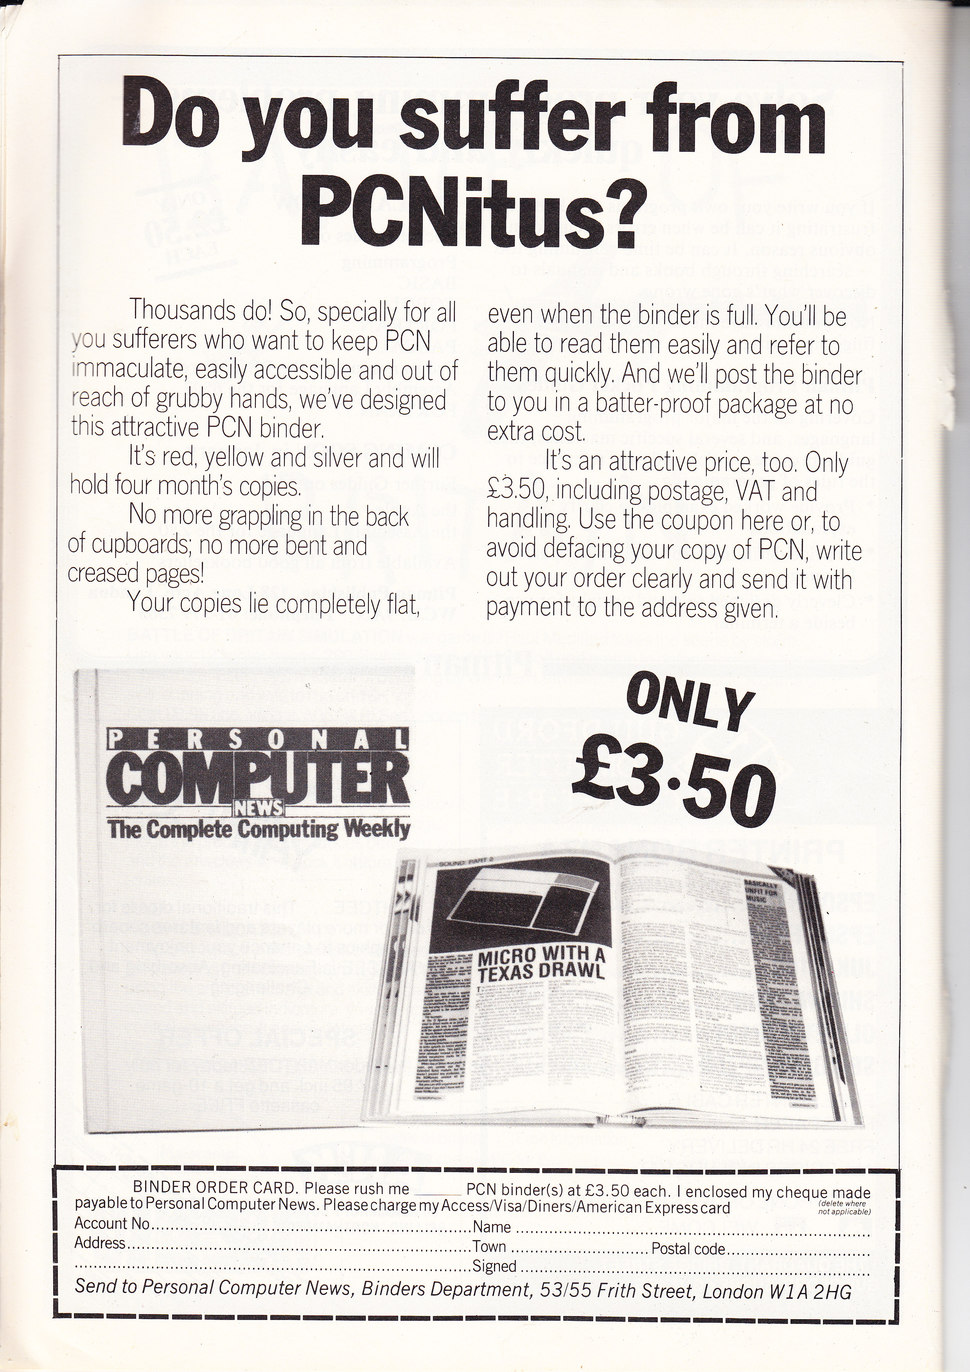 Do you suffer from
PCNitus?
Thousands do! So, specially for all
you sufferers who want to keep PCN
immaculate, easily accessible and out of
reach of grubby hands, we've designed
this attractive PCN binder.
It's red, yellow and silver and will
hold four month's copies.
No more grappling in the back
of cupboards; no more bent and
creased pages!
Your copies lie completely flat,
even when the binder is full. You'll be
able to read them easily and refer to
them quickly. And we'll post the binder
to you in a batter-proof package at no
extra cost.
It's an attractive price, too. Only
£3.50, including postage, VAT and
handling. Use the coupon here or, to
avoid defacing your copy of PCN, write
out your order clearly and send it with
payment to the address given.
PERSONAL
COMPUTER
NEWS
The Complete Computing Weekly
ONLY
£3·50
SOUND: PART 2
MICRO WITH A
TEXAS DRAWL
BASICALLY
UNFIT FOR
MUSIC
BINDER ORDER CARD. Please rush me ______ PCN binder(s) at £3.50 each. I enclosed my cheque made
payable to Personal Computer News. Please charge my Access/Visa/Diners/American Express card (delete where
not applicable)
Account No.......Name.......
Address.......Town.......Postal code.......
.......Signed.......
Send to Personal Computer News, Binders Department, 53/55 Frith Street, London W1A 2HG